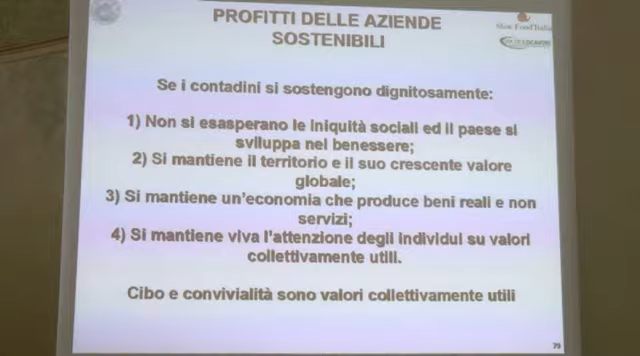 PROFITTI DELLE AZIENDE
SOSTENIBILI
Slow Food Italia
Se i contadini si sostengono dignitosamente:
1) Non si esasperano le iniquità sociali ed il paese si
sviluppa nel benessere;
2) Si mantiene il territorio e il suo crescente valore
globale;
3) Si mantiene un'economia che produce beni reali e non
servizi;
4) Si mantiene viva l'attenzione degli individui su valori
collettivamente utili.
Cibo e convivialità sono valori collettivamente utili